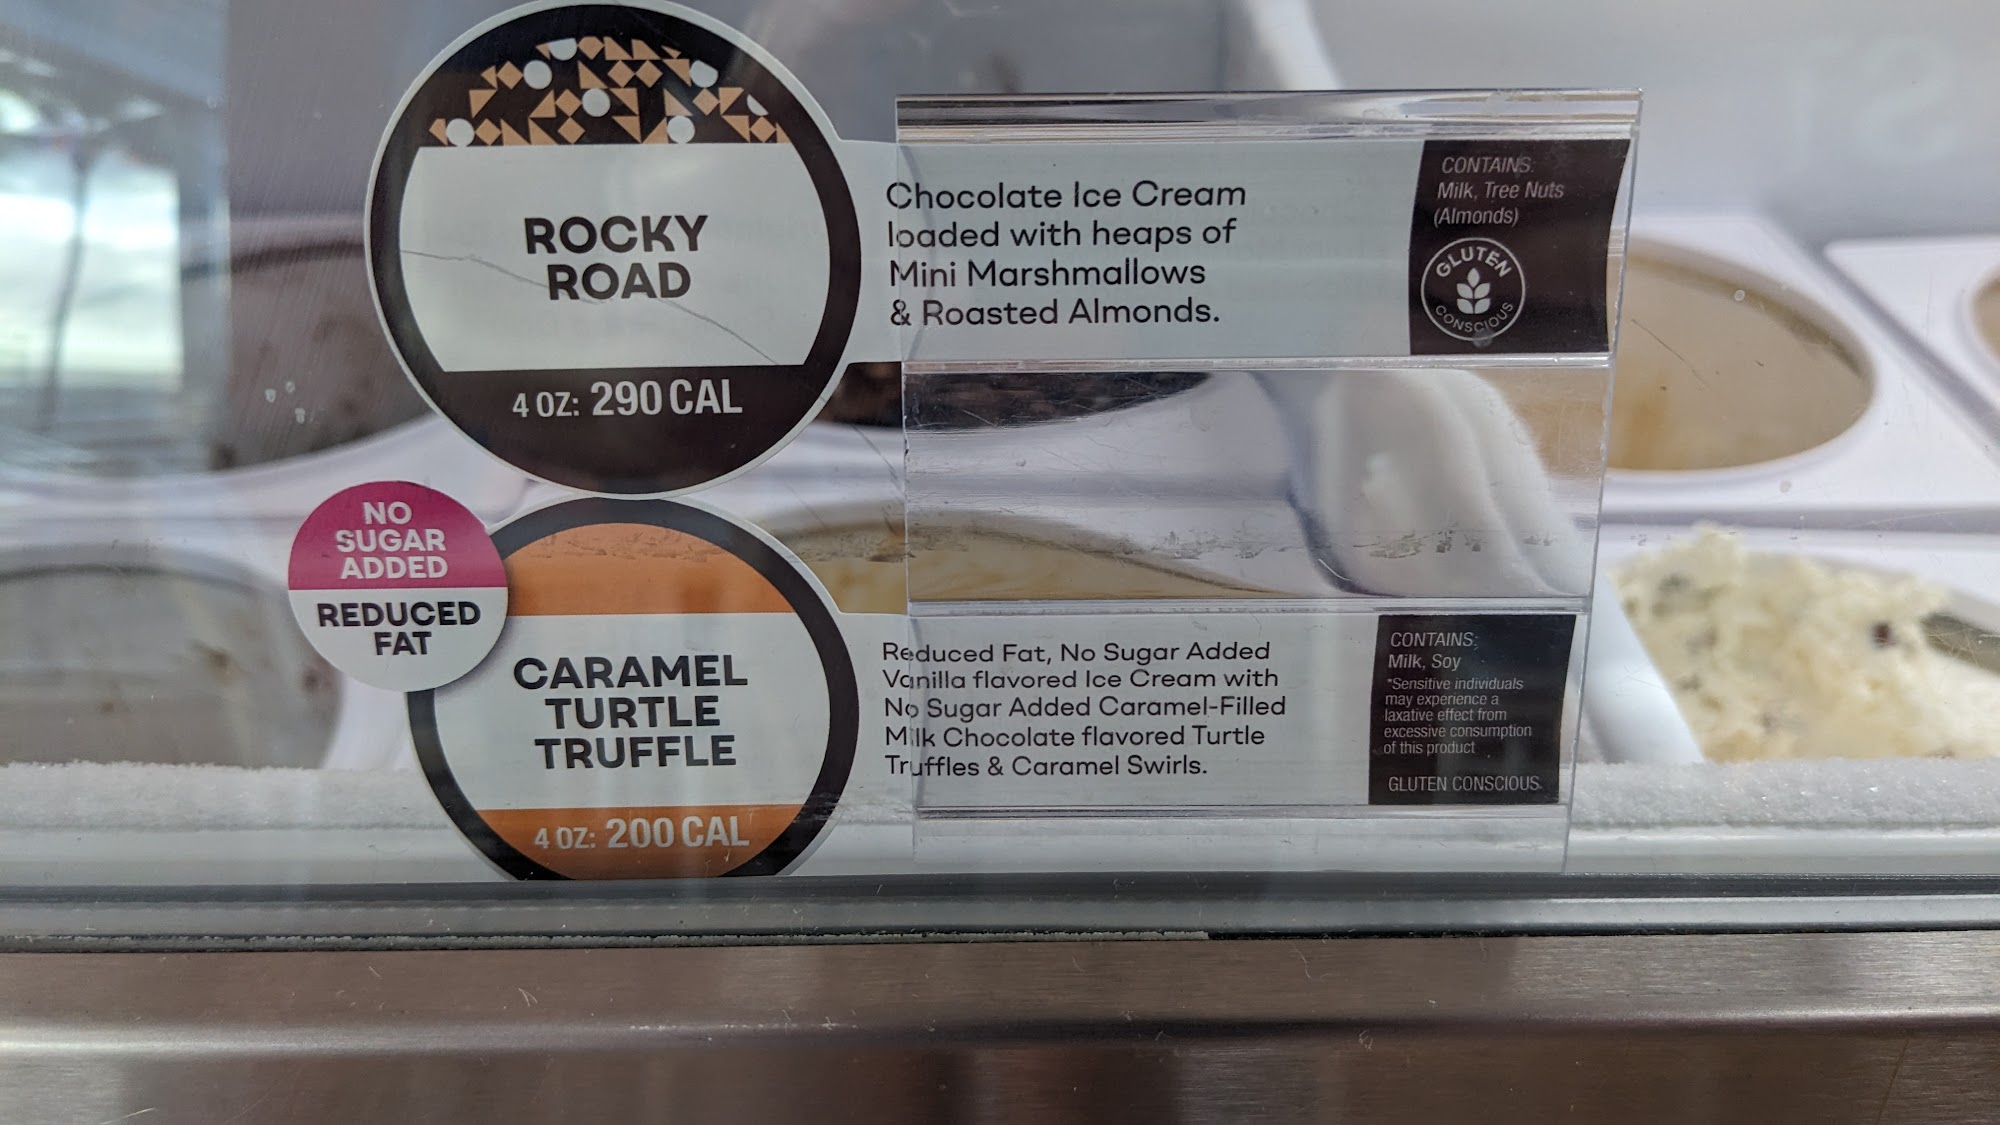 ROCKY
ROAD
4 OZ: 290 CAL
Chocolate Ice Cream
loaded with heaps of
Mini Marshmallows
& Roasted Almonds.
CONTAINS:
Milk, Tree Nuts
(Almonds)
GLUTEN
CONSCIOUS
NO
SUGAR
ADDED
REDUCED
FAT
CARAMEL
TURTLE
TRUFFLE
4 OZ: 200 CAL
Reduced Fat, No Sugar Added
Vanilla flavored Ice Cream with
No Sugar Added Caramel-Filled
Milk Chocolate flavored Turtle
Truffles & Caramel Swirls.
CONTAINS:
Milk, Soy
*Sensitive individuals
may experience a
laxative effect from
excessive consumption
of this product
GLUTEN CONSCIOUS